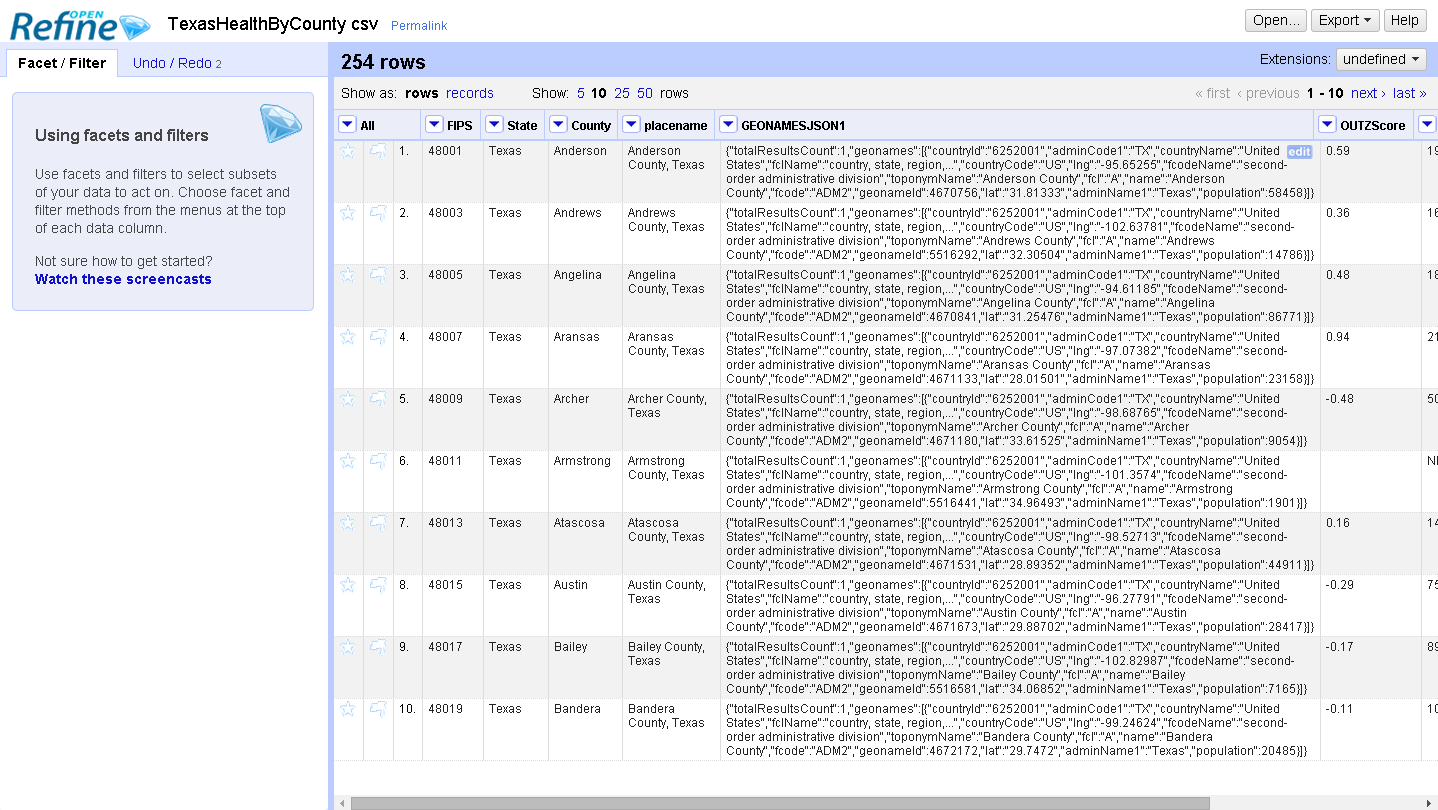 OPEN
Refine TexasHealthByCounty csv Permalink Open... Export Help
Facet / Filter Undo / Redo 2
254 rows Extensions: undefined
Show as: rows records Show: 5 10 25 50 rows « first ‹ previous 1 - 10 next › last »
Using facets and filters
Use facets and filters to select subsets
of your data to act on. Choose facet and
filter methods from the menus at the top
of each data column.
Not sure how to get started?
Watch these screencasts
All FIPS State County placename GEONAMESJSON1 OUTZScore
1. 48001 Texas Anderson Anderson {"totalResultsCount":1,"geonames":[{"countryId":"6252001","adminCode1":"TX","countryName":"United edit 0.59 19
County, Texas States","fclName":"country, state, region,...","countryCode":"US","lng":"-95.65255","fcodeName":"second-
order administrative division","toponymName":"Anderson County","fcl":"A","name":"Anderson
County","fcode":"ADM2","geonameId":4670756,"lat":"31.81333","adminName1":"Texas","population":58458}]}
2. 48003 Texas Andrews Andrews {"totalResultsCount":1,"geonames":[{"countryId":"6252001","adminCode1":"TX","countryName":"United 0.36 16
County, Texas States","fclName":"country, state, region,...","countryCode":"US","lng":"-102.63781","fcodeName":"second-
order administrative division","toponymName":"Andrews County","fcl":"A","name":"Andrews
County","fcode":"ADM2","geonameId":5516292,"lat":"32.30504","adminName1":"Texas","population":14786}]}
3. 48005 Texas Angelina Angelina {"totalResultsCount":1,"geonames":[{"countryId":"6252001","adminCode1":"TX","countryName":"United 0.48 18
County, Texas States","fclName":"country, state, region,...","countryCode":"US","lng":"-94.61185","fcodeName":"second-
order administrative division","toponymName":"Angelina County","fcl":"A","name":"Angelina
County","fcode":"ADM2","geonameId":4670841,"lat":"31.25476","adminName1":"Texas","population":86771}]}
4. 48007 Texas Aransas Aransas {"totalResultsCount":1,"geonames":[{"countryId":"6252001","adminCode1":"TX","countryName":"United 0.94 21
County, Texas States","fclName":"country, state, region,...","countryCode":"US","lng":"-97.07382","fcodeName":"second-
order administrative division","toponymName":"Aransas County","fcl":"A","name":"Aransas
County","fcode":"ADM2","geonameId":4671133,"lat":"28.01501","adminName1":"Texas","population":23158}]}
5. 48009 Texas Archer Archer County, {"totalResultsCount":1,"geonames":[{"countryId":"6252001","adminCode1":"TX","countryName":"United -0.48 50
Texas States","fclName":"country, state, region,...","countryCode":"US","lng":"-98.68765","fcodeName":"second-
order administrative division","toponymName":"Archer County","fcl":"A","name":"Archer
County","fcode":"ADM2","geonameId":4671180,"lat":"33.61525","adminName1":"Texas","population":9054}]}
6. 48011 Texas Armstrong Armstrong {"totalResultsCount":1,"geonames":[{"countryId":"6252001","adminCode1":"TX","countryName":"United
County, Texas States","fclName":"country, state, region,...","countryCode":"US","lng":"-101.3574","fcodeName":"second-
order administrative division","toponymName":"Armstrong County","fcl":"A","name":"Armstrong
County","fcode":"ADM2","geonameId":5516441,"lat":"34.96493","adminName1":"Texas","population":1901}]}
7. 48013 Texas Atascosa Atascosa {"totalResultsCount":1,"geonames":[{"countryId":"6252001","adminCode1":"TX","countryName":"United 0.16 14
County, Texas States","fclName":"country, state, region,...","countryCode":"US","lng":"-98.52713","fcodeName":"second-
order administrative division","toponymName":"Atascosa County","fcl":"A","name":"Atascosa
County","fcode":"ADM2","geonameId":4671531,"lat":"28.89352","adminName1":"Texas","population":44911}]}
8. 48015 Texas Austin Austin County, {"totalResultsCount":1,"geonames":[{"countryId":"6252001","adminCode1":"TX","countryName":"United -0.29 75
Texas States","fclName":"country, state, region,...","countryCode":"US","lng":"-96.27791","fcodeName":"second-
order administrative division","toponymName":"Austin County","fcl":"A","name":"Austin
County","fcode":"ADM2","geonameId":4671673,"lat":"29.88702","adminName1":"Texas","population":28417}]}
9. 48017 Texas Bailey Bailey County, {"totalResultsCount":1,"geonames":[{"countryId":"6252001","adminCode1":"TX","countryName":"United -0.17 89
Texas States","fclName":"country, state, region,...","countryCode":"US","lng":"-102.82987","fcodeName":"second-
order administrative division","toponymName":"Bailey County","fcl":"A","name":"Bailey
County","fcode":"ADM2","geonameId":5516581,"lat":"34.06852","adminName1":"Texas","population":7165}]}
10. 48019 Texas Bandera Bandera {"totalResultsCount":1,"geonames":[{"countryId":"6252001","adminCode1":"TX","countryName":"United -0.11 10
County, Texas States","fclName":"country, state, region,...","countryCode":"US","lng":"-99.24624","fcodeName":"second-
order administrative division","toponymName":"Bandera County","fcl":"A","name":"Bandera
County","fcode":"ADM2","geonameId":4672172,"lat":"29.7472","adminName1":"Texas","population":20485}]}